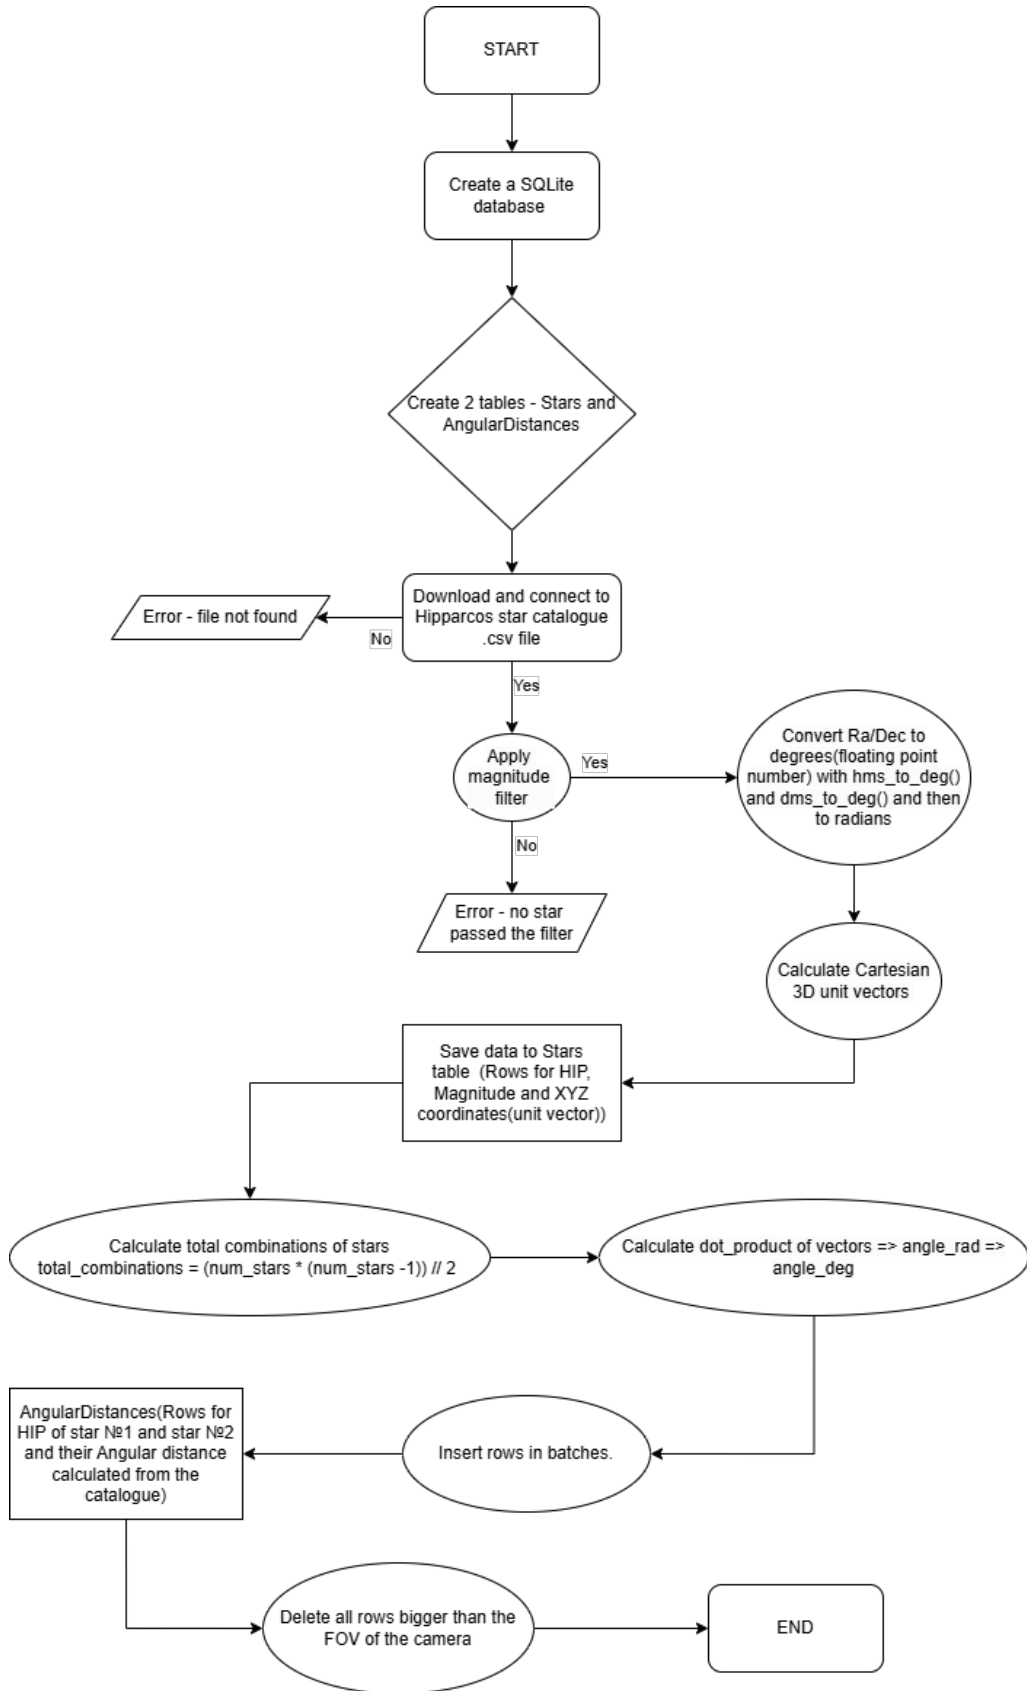 START
Create a SQLite
database
Create 2 tables - Stars and
AngularDistances
Download and connect to
Hipparcos star catalogue
.csv file
Error - file not found
No
Yes
Apply
magnitude
filter
Yes
Convert Ra/Dec to
degrees(floating point
number) with hms_to_deg()
and dms_to_deg() and then
to radians
No
Error - no star
passed the filter
Calculate Cartesian
3D unit vectors
Save data to Stars
table (Rows for HIP,
Magnitude and XYZ
coordinates(unit vector))
Calculate total combinations of stars
total_combinations = (num_stars * (num_stars -1)) // 2
Calculate dot_product of vectors => angle_rad =>
angle_deg
Insert rows in batches.
AngularDistances(Rows for
HIP of star №1 and star №2
and their Angular distance
calculated from the
catalogue)
Delete all rows bigger than the
FOV of the camera
END